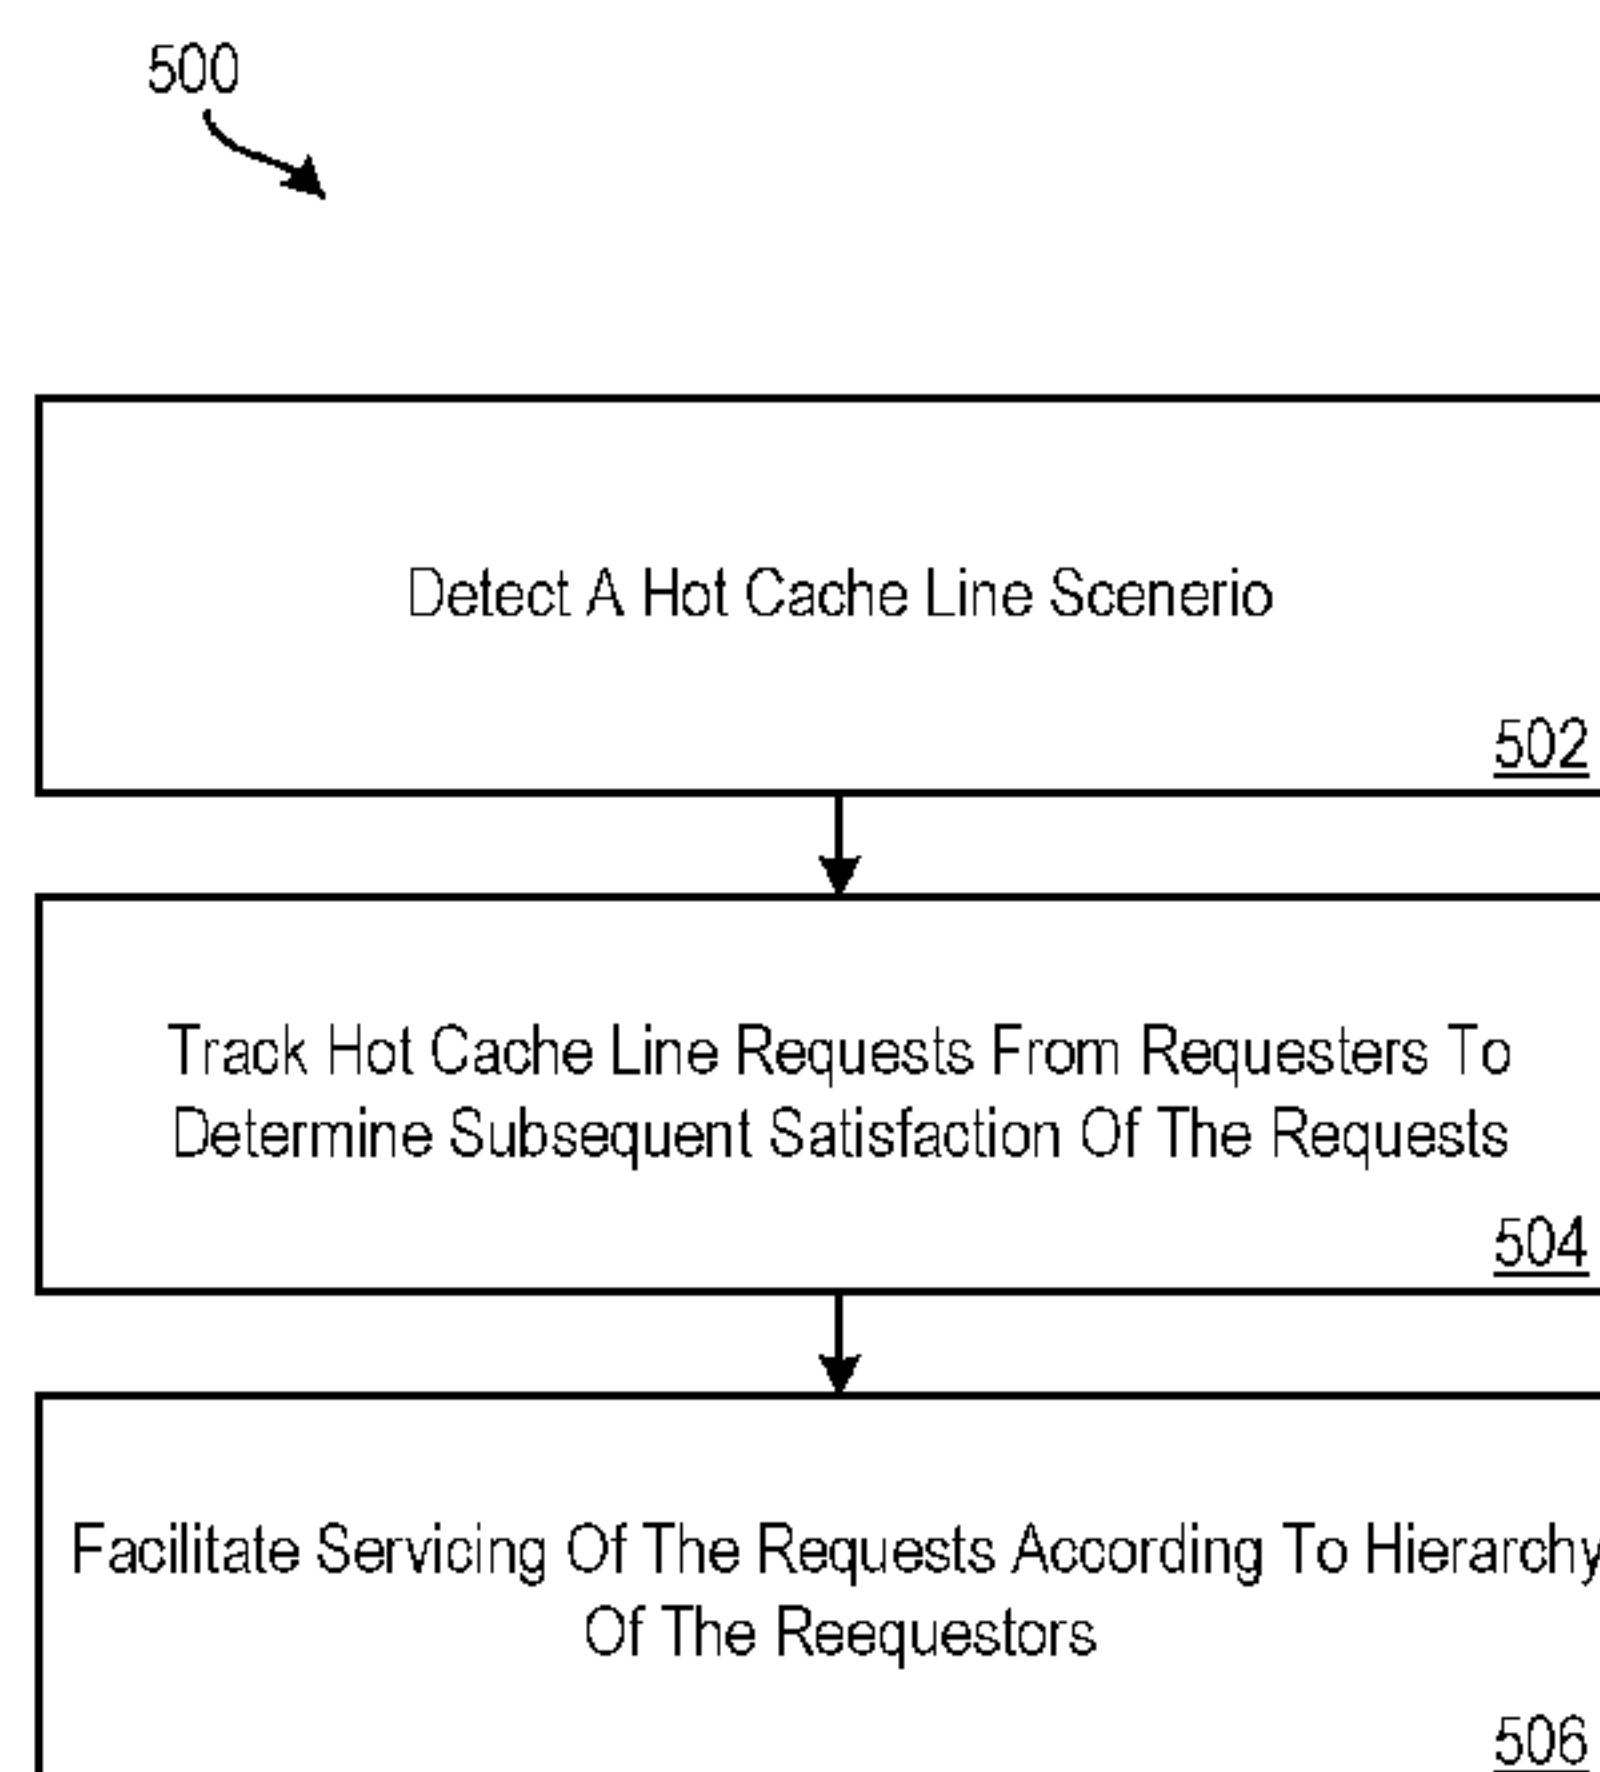 500
Detect A Hot Cache Line Scenerio
502
Track Hot Cache Line Requests From Requesters To
Determine Subsequent Satisfaction Of The Requests
504
Facilitate Servicing Of The Requests According To Hierarchy
Of The Reequestors
506